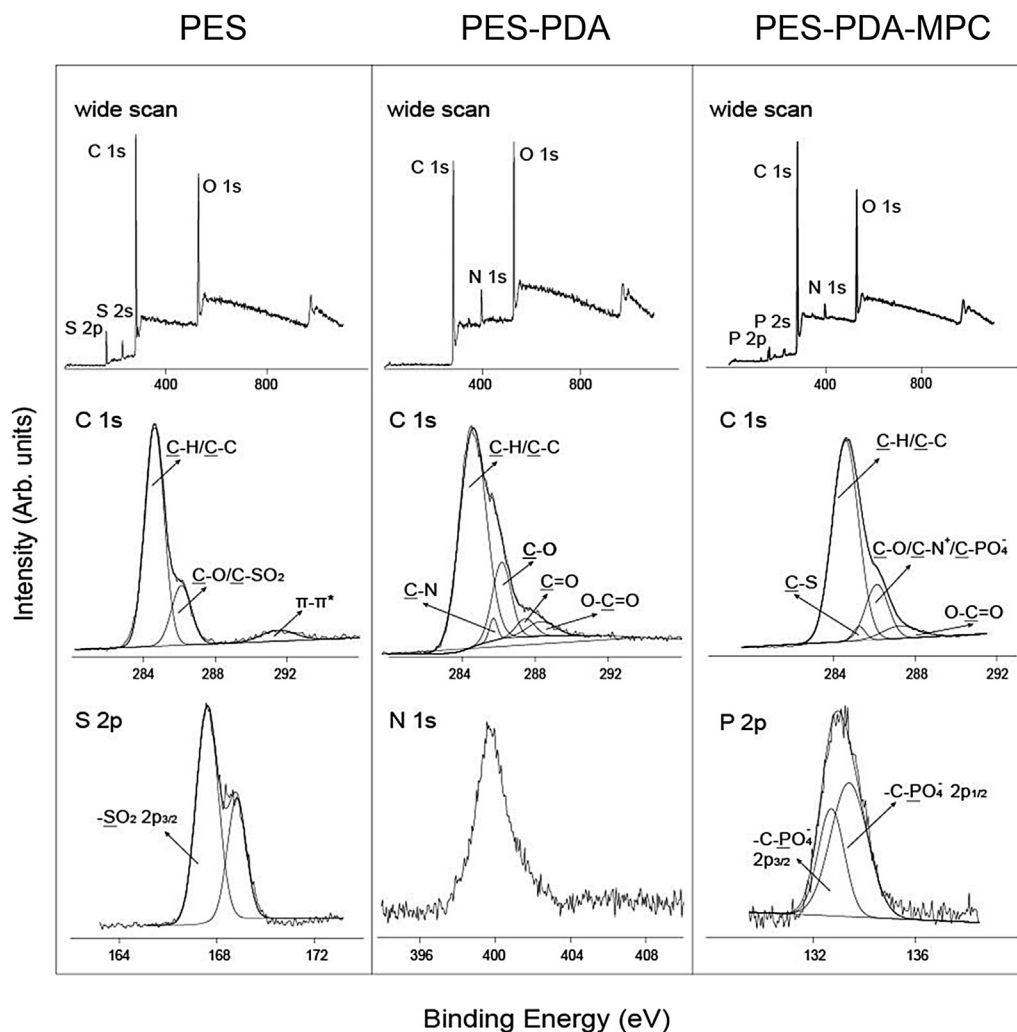 PES PES-PDA PES-PDA-MPC
wide scan
C 1s
O 1s
S 2s
S 2p
400 800
wide scan
O 1s
C 1s
N 1s
400 800
wide scan
C 1s
O 1s
N 1s
P 2s
P 2p
400 800
Intensity (Arb. units)
C 1s
C-H/C-C
C-O/C-SO₂
π-π*
284 288 292
C 1s
C-H/C-C
C-O
C-N
C=O
O-C=O
284 288 292
C 1s
C-H/C-C
C-O/C-N⁺/C-PO₄⁻
C-S
O-C=O
284 288 292
S 2p
-SO₂ 2p₃/₂
164 168 172
N 1s
396 400 404 408
P 2p
-C-PO₄⁻ 2p₁/₂
-C-PO₄⁻
2p₃/₂
132 136
Binding Energy (eV)